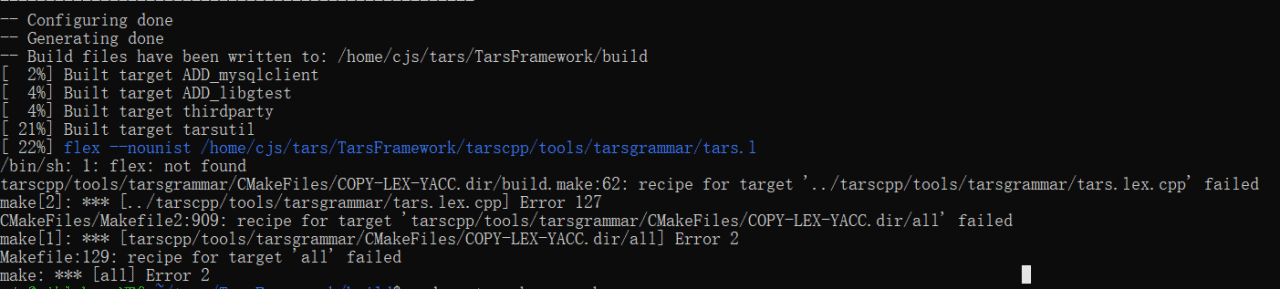 -- Configuring done
-- Generating done
-- Build files have been written to: /home/cjs/tars/TarsFramework/build
[  2%] Built target ADD_mysqlclient
[  4%] Built target ADD_libgtest
[  4%] Built target thirdparty
[ 21%] Built target tarsutil
[ 22%] flex --nounist /home/cjs/tars/TarsFramework/tarscpp/tools/tarsgrammar/tars.l
/bin/sh: 1: flex: not found
tarscpp/tools/tarsgrammar/CMakeFiles/COPY-LEX-YACC.dir/build.make:62: recipe for target '../tarscpp/tools/tarsgrammar/tars.lex.cpp' failed
make[2]: *** [../tarscpp/tools/tarsgrammar/tars.lex.cpp] Error 127
CMakeFiles/Makefile2:909: recipe for target 'tarscpp/tools/tarsgrammar/CMakeFiles/COPY-LEX-YACC.dir/all' failed
make[1]: *** [tarscpp/tools/tarsgrammar/CMakeFiles/COPY-LEX-YACC.dir/all] Error 2
Makefile:129: recipe for target 'all' failed
make: *** [all] Error 2